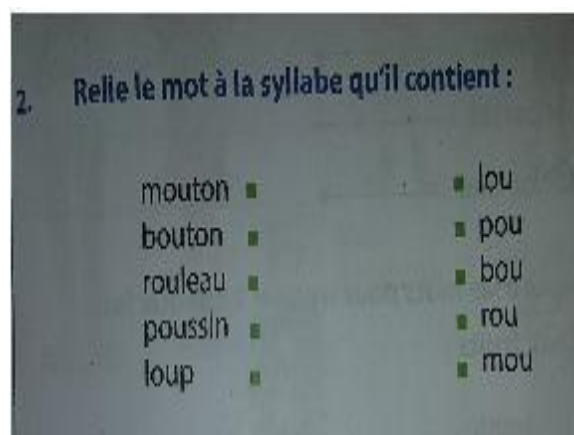 2. Relie le mot à la syllabe qu'il contient :
mouton lou
bouton pou
rouleau bou
poussin rou
loup mou